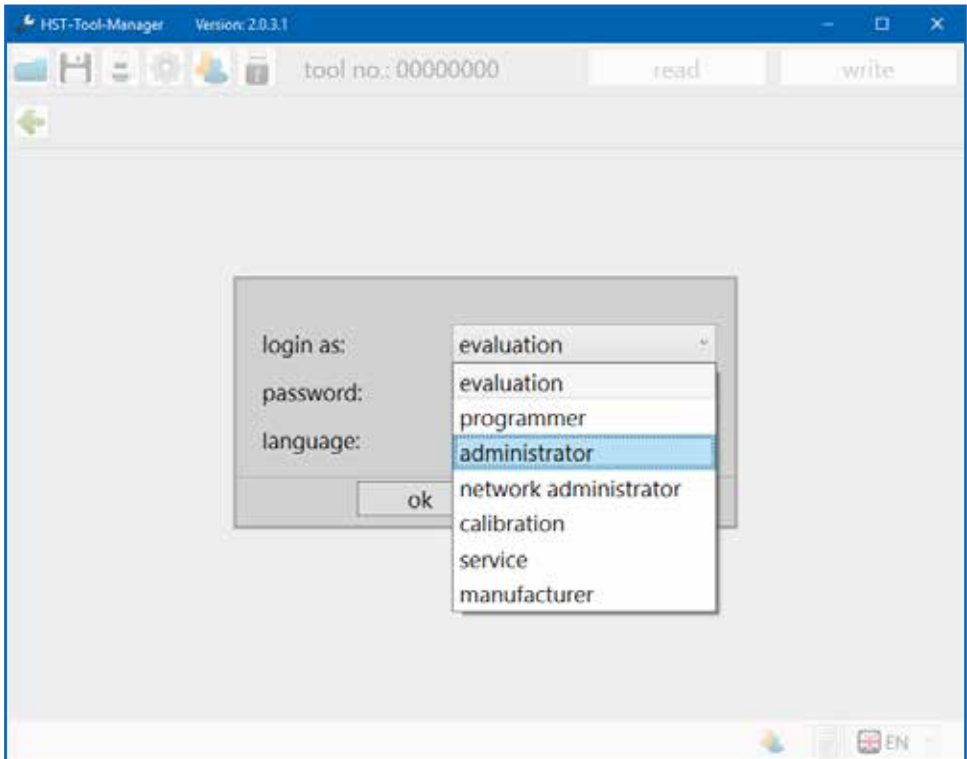 HST-Tool-Manager Version: 2.0.3.1
tool no.: 00000000 read write
login as: evaluation
password:
language:
evaluation
programmer
administrator
network administrator
calibration
service
manufacturer
ok
EN